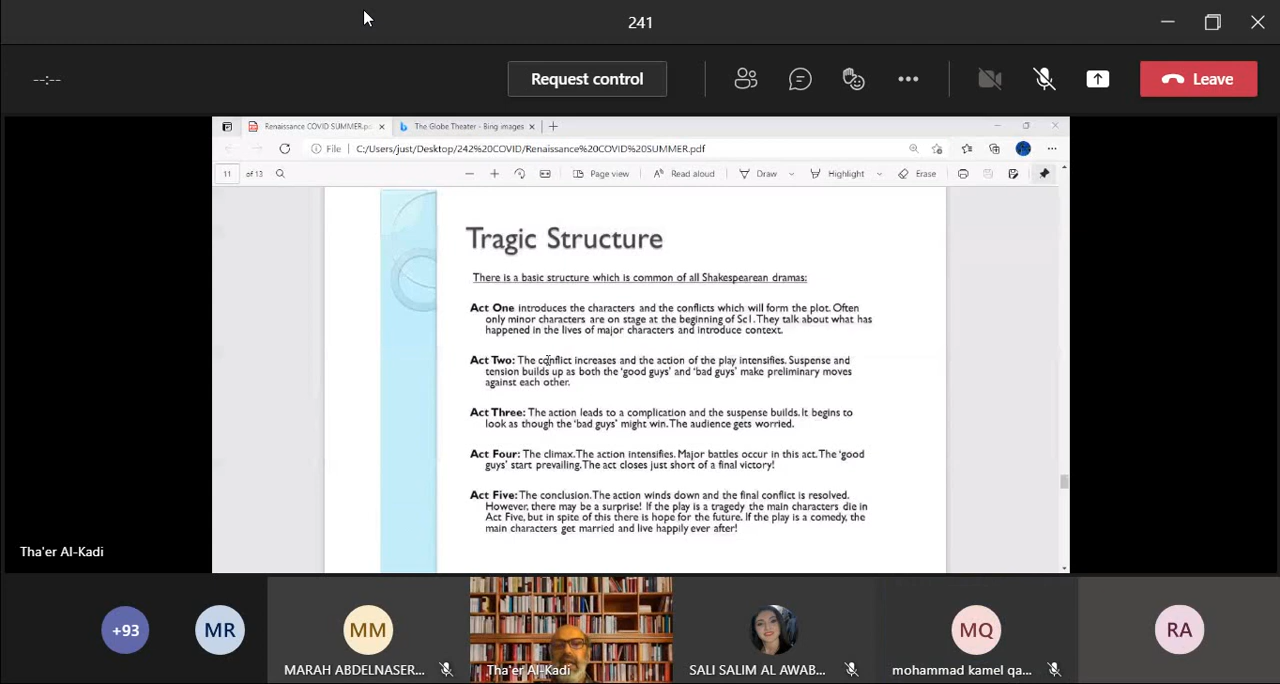 241
--:--
Request control
Leave
Renaissance COVID SUMMER.p
The Globe Theater - Bing images
File
C:/Users/just/Desktop/242%20COVID/Renaissance%20COVID%20SUMMER.pdf
11 of 13
Page view
Read aloud
Draw
Highlight
Erase
Tragic Structure
There is a basic structure which is common of all Shakespearean dramas:
Act One introduces the characters and the conflicts which will form the plot. Often
only minor characters are on stage at the beginning of Sc1. They talk about what has
happened in the lives of major characters and introduce context.
Act Two: The conflict increases and the action of the play intensifies. Suspense and
tension builds up as both the 'good guys' and 'bad guys' make preliminary moves
against each other.
Act Three: The action leads to a complication and the suspense builds. It begins to
look as though the 'bad guys' might win. The audience gets worried.
Act Four: The climax. The action intensifies. Major battles occur in this act. The 'good
guys' start prevailing. The act closes just short of a final victory!
Act Five: The conclusion. The action winds down and the final conflict is resolved.
However, there may be a surprise! If the play is a tragedy the main characters die in
Act Five, but in spite of this there is hope for the future. If the play is a comedy, the
main characters get married and live happily ever after!
Tha'er Al-Kadi
+93
MR
MM
MQ
RA
MARAH ABDELNASER...
Tha'er Al-Kadi
SALI SALIM AL AWAB...
mohammad kamel qa...